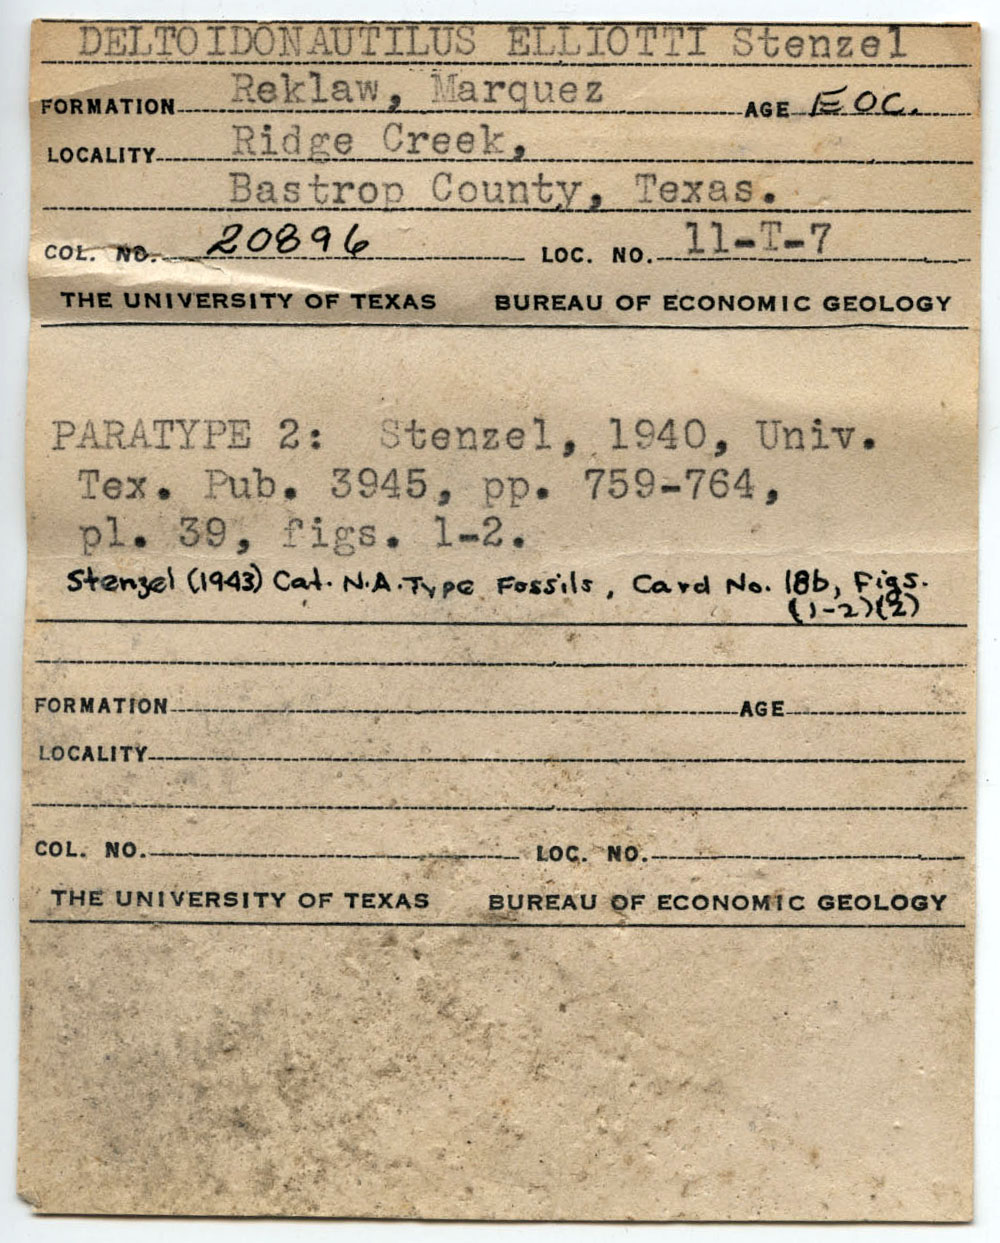 DELTOIDONAUTILUS ELLIOTTI Stenzel
FORMATION Reklaw, Marquez AGE EOC.
LOCALITY Ridge Creek,
Bastrop County, Texas.
COL. NO. 20896 LOC. NO. 11-T-7
THE UNIVERSITY OF TEXAS BUREAU OF ECONOMIC GEOLOGY
PARATYPE 2: Stenzel, 1940, Univ.
Tex. Pub. 3945, pp. 759-764,
pl. 39, figs. 1-2.
Stenzel (1943) Cat. N.A. Type Fossils, Card No. 18b, Figs.
(1-2)(2)
FORMATION AGE
LOCALITY
COL. NO. LOC. NO.
THE UNIVERSITY OF TEXAS BUREAU OF ECONOMIC GEOLOGY